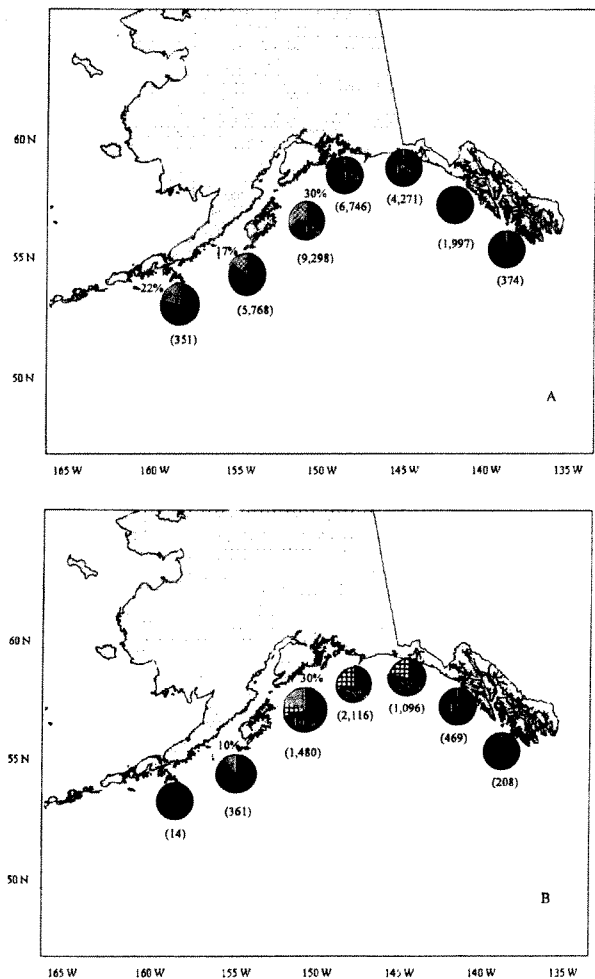 60 N
30%
(6,746)
(4,271)
(1,997)
17%
(9,298)
(374)
55 N
22%
(5,768)
(351)
50 N
A
165 W 160 W 155 W 150 W 145 W 140 W 135 W
60 N
30%
(2,116)
(1,096)
(469)
10%
(1,480)
(208)
55 N
(361)
(14)
50 N
B
165 W 160 W 155 W 150 W 145 W 140 W 135 W